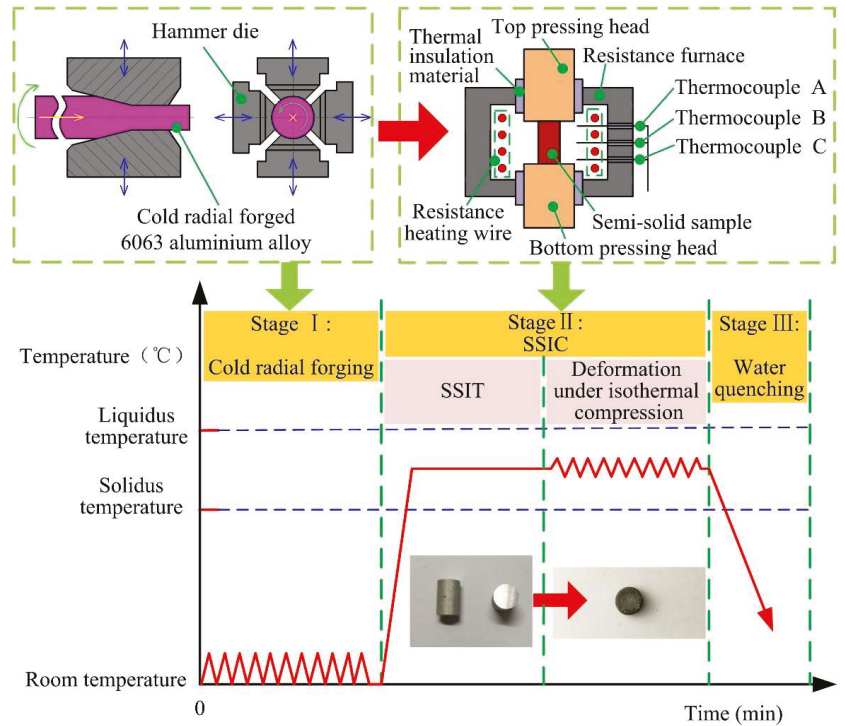 Hammer die
Cold radial forged
6063 aluminium alloy
Top pressing head
Thermal
insulation
material
Resistance furnace
Thermocouple A
Thermocouple B
Thermocouple C
Resistance
heating wire
Semi-solid sample
Bottom pressing head
Temperature (℃)
Stage Ⅰ:
Cold radial forging
Stage Ⅱ:
SSIC
SSIT
Deformation
under isothermal
compression
Stage Ⅲ:
Water
quenching
Liquidus
temperature
Solidus
temperature
Room temperature
0
Time (min)